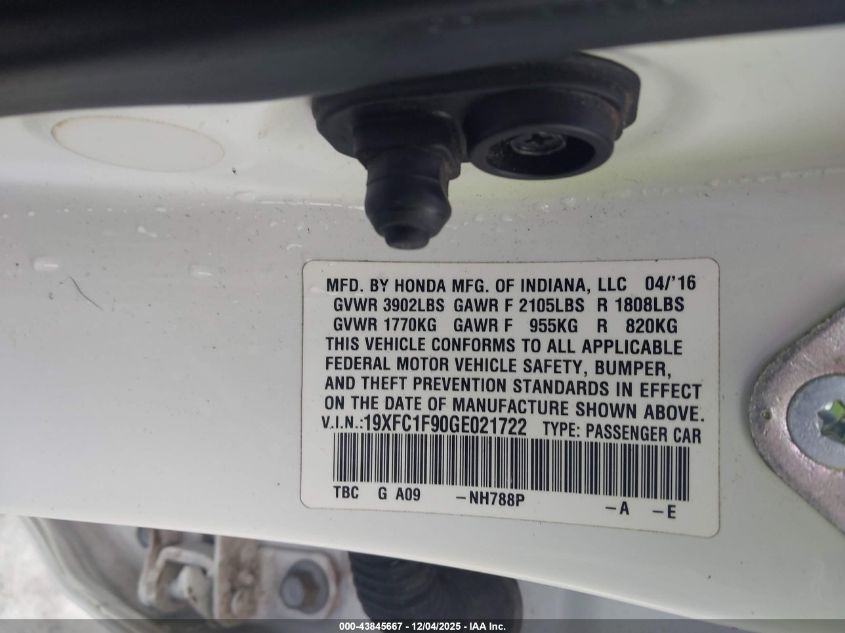 MFD. BY HONDA MFG. OF INDIANA, LLC 04/'16
GVWR 3902LBS GAWR F 2105LBS R 1808LBS
GVWR 1770KG GAWR F 955KG R 820KG
THIS VEHICLE CONFORMS TO ALL APPLICABLE
FEDERAL MOTOR VEHICLE SAFETY, BUMPER,
AND THEFT PREVENTION STANDARDS IN EFFECT
ON THE DATE OF MANUFACTURE SHOWN ABOVE.
V.I.N.:19XFC1F90GE021722 TYPE: PASSENGER CAR
TBC G A09 -NH788P -A -E
000-43845667 - 12/04/2025 - IAA Inc.